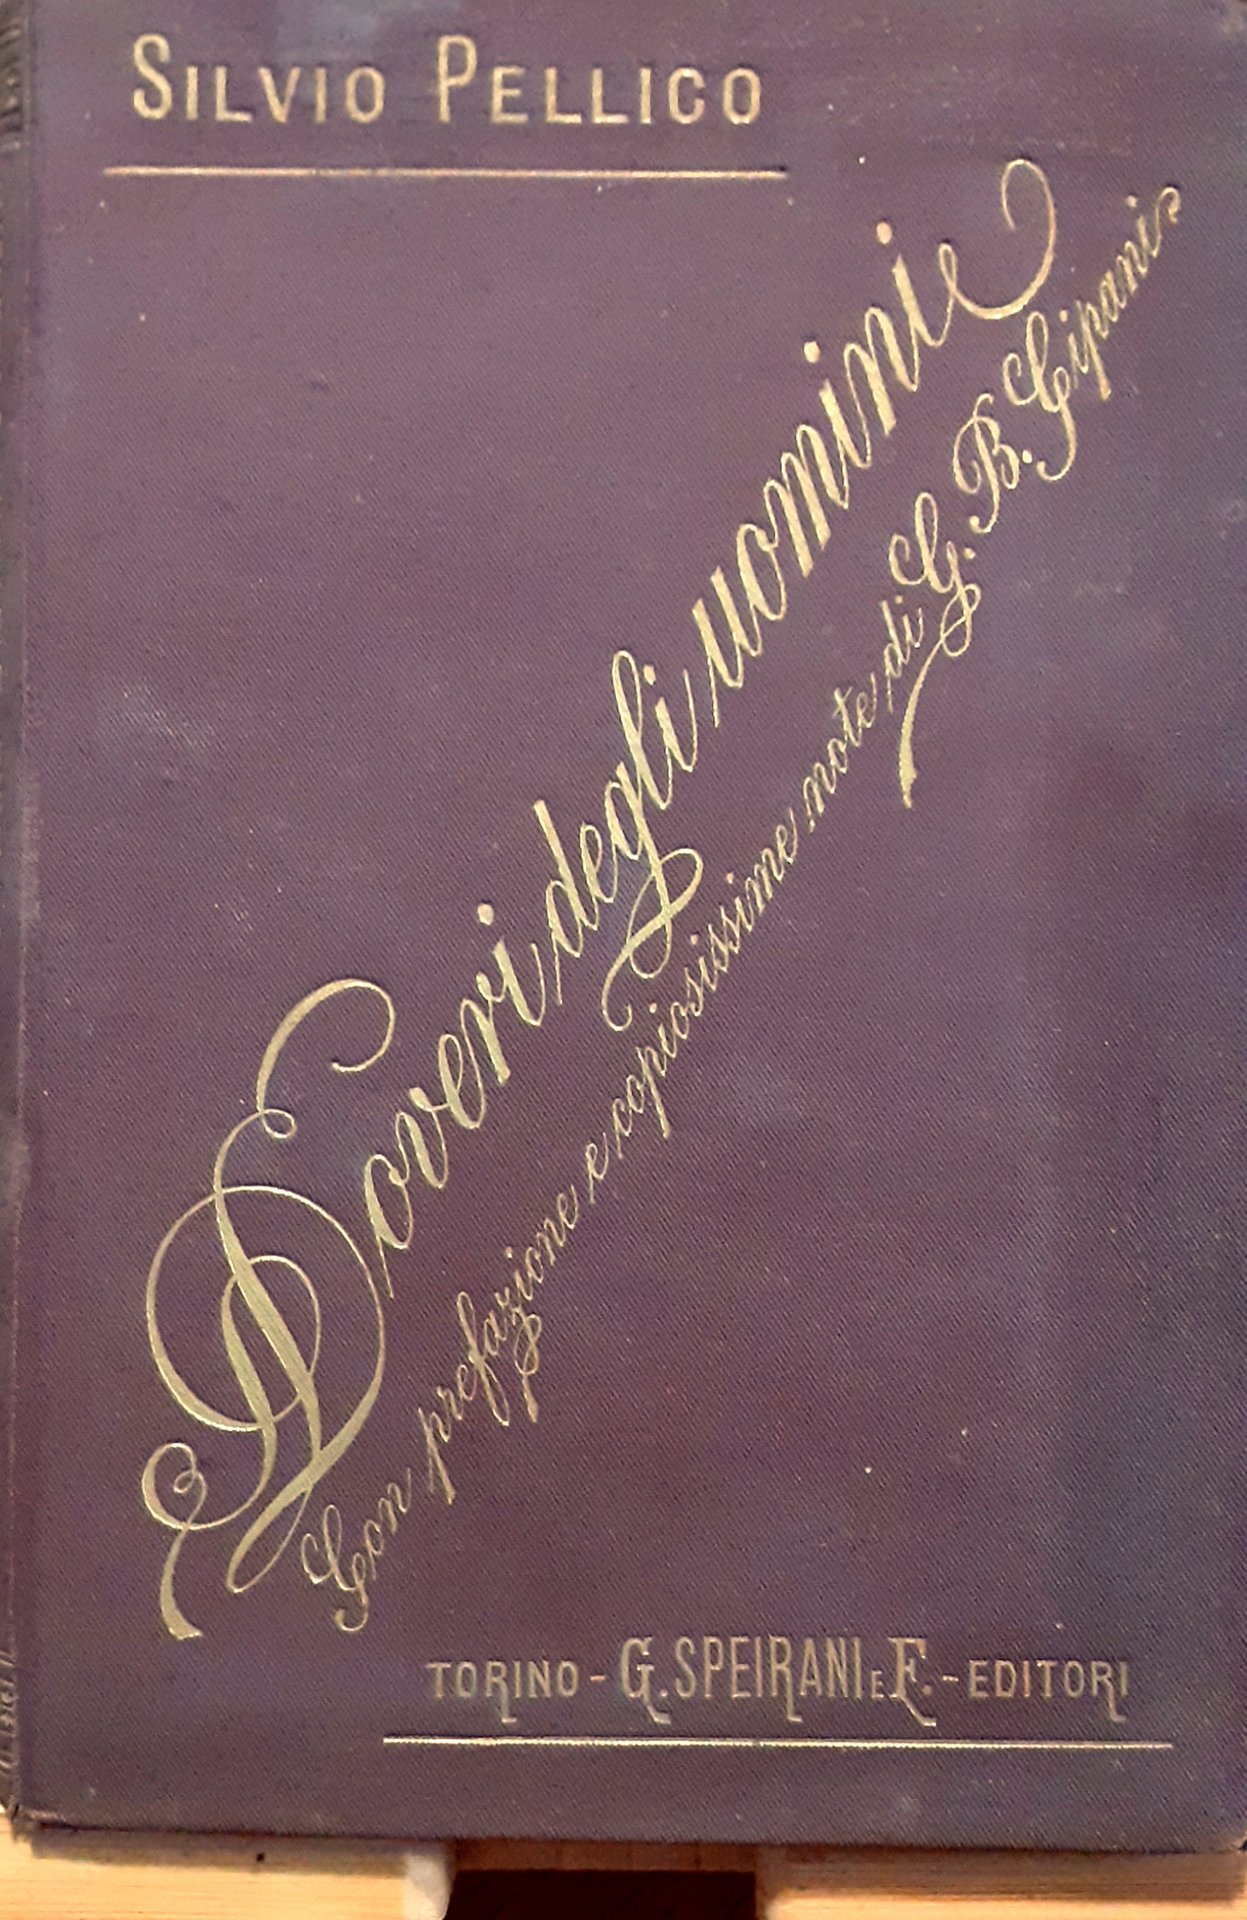 SILVIO PELLICO
Doveri degli uomini
Con prefazione e copiosissime note di G. B. Cipani
TORINO - G. SPEIRANI E F. - EDITORI